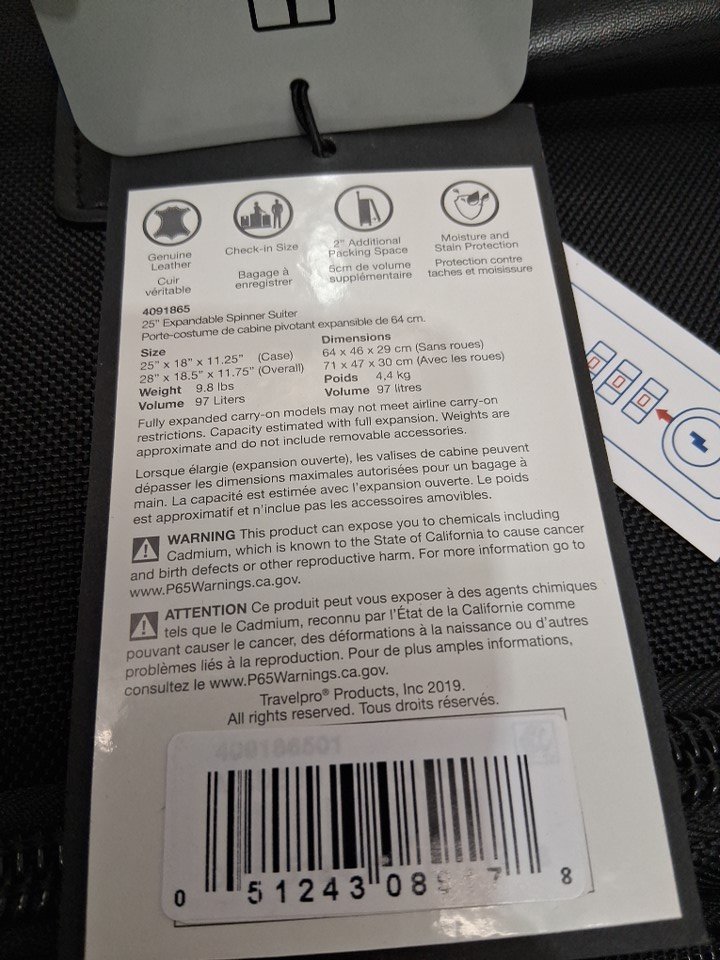 Genuine
Leather
Cuir
véritable
Check-in Size
Bagage à
enregistrer
2" Additional
Packing Space
5cm de volume
supplémentaire
Moisture and
Stain Protection
Protection contre
taches et moisissure
4091865
25" Expandable Spinner Suiter
Porte-costume de cabine pivotant expansible de 64 cm.
Size
25" x 18" x 11.25" (Case)
28" x 18.5" x 11.75" (Overall)
Weight 9.8 lbs
Volume 97 Liters
Dimensions
64 x 46 x 29 cm (Sans roues)
71 x 47 x 30 cm (Avec les roues)
Poids 4,4 kg
Volume 97 litres
Fully expanded carry-on models may not meet airline carry-on
restrictions. Capacity estimated with full expansion. Weights are
approximate and do not include removable accessories.
Lorsque élargie (expansion ouverte), les valises de cabine peuvent
dépasser les dimensions maximales autorisées pour un bagage à
main. La capacité est estimée avec l'expansion ouverte. Le poids
est approximatif et n'inclue pas les accessoires amovibles.
WARNING This product can expose you to chemicals including
Cadmium, which is known to the State of California to cause cancer
and birth defects or other reproductive harm. For more information go to
www.P65Warnings.ca.gov.
ATTENTION Ce produit peut vous exposer à des agents chimiques
tels que le Cadmium, reconnu par l'État de la Californie comme
pouvant causer le cancer, des déformations à la naissance ou d'autres
problèmes liés à la reproduction. Pour de plus amples informations,
consultez le www.P65Warnings.ca.gov.
Travelpro® Products, Inc 2019.
All rights reserved. Tous droits réservés.
409186501
0 51243 08 7 8
0 0 0